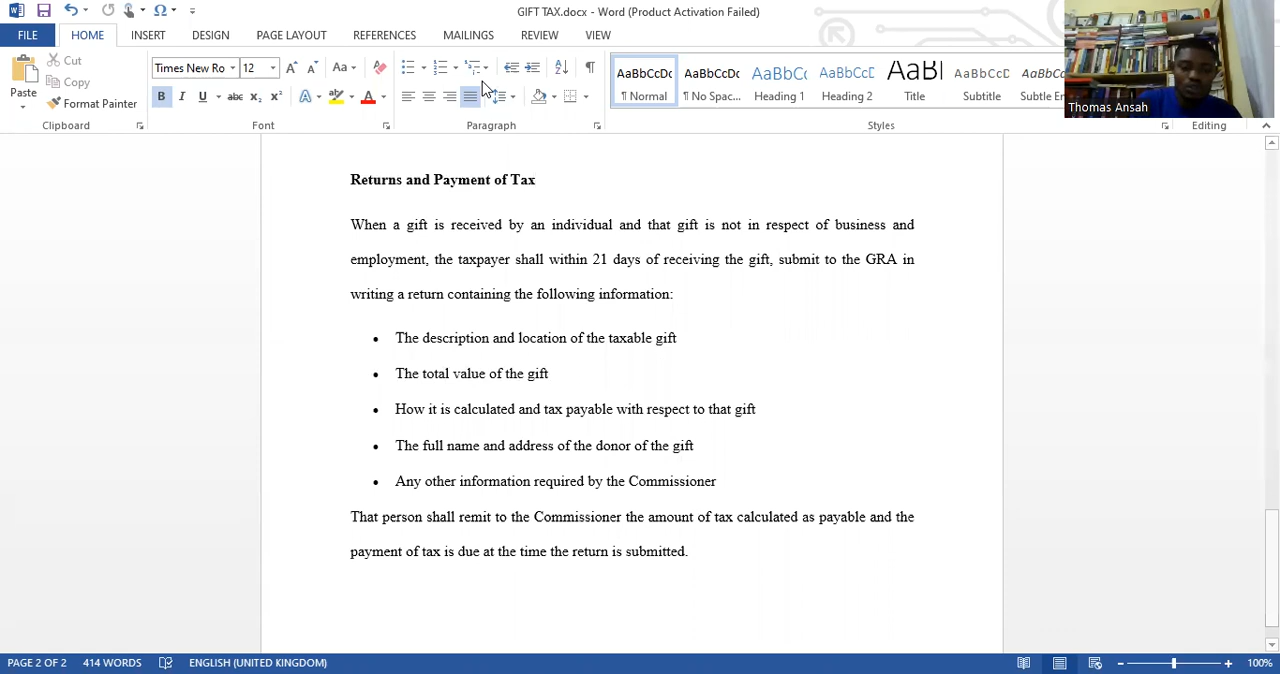 GIFT TAX.docx - Word (Product Activation Failed)
FILE HOME INSERT DESIGN PAGE LAYOUT REFERENCES MAILINGS REVIEW VIEW
Paste
Cut
Copy
Format Painter
Clipboard
Times New Ro 12
Font
Paragraph
AaBbCcDc AaBbCcDc AaBbCc AaBbCcD AaBl AaBbCcD AaBbCcD
¶ Normal ¶ No Spac... Heading 1 Heading 2 Title Subtitle Subtle En
Styles
Editing
Thomas Ansah
Returns and Payment of Tax
When a gift is received by an individual and that gift is not in respect of business and
employment, the taxpayer shall within 21 days of receiving the gift, submit to the GRA in
writing a return containing the following information:
• The description and location of the taxable gift
• The total value of the gift
• How it is calculated and tax payable with respect to that gift
• The full name and address of the donor of the gift
• Any other information required by the Commissioner
That person shall remit to the Commissioner the amount of tax calculated as payable and the
payment of tax is due at the time the return is submitted.
PAGE 2 OF 2 414 WORDS ENGLISH (UNITED KINGDOM) 100%